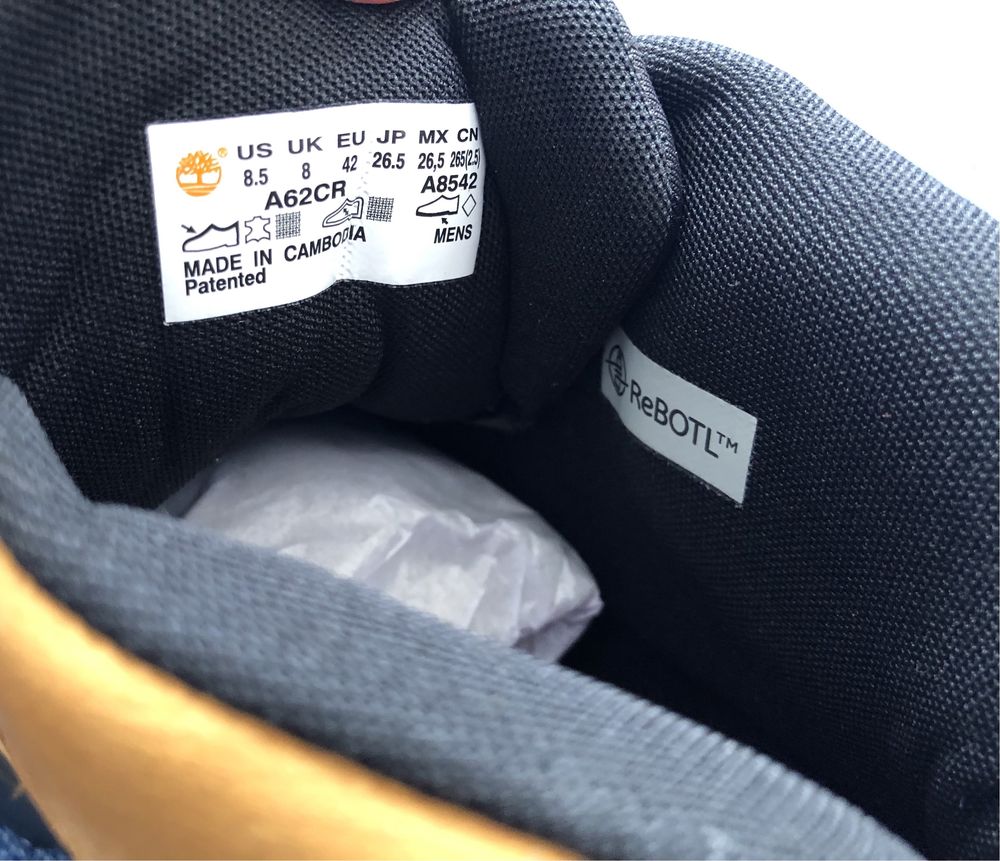 US UK EU JP MX CN
8.5 8 42 26.5 26,5 265(2.5)
A62CR A8542
MENS
MADE IN CAMBODIA
Patented
ReBOTL™